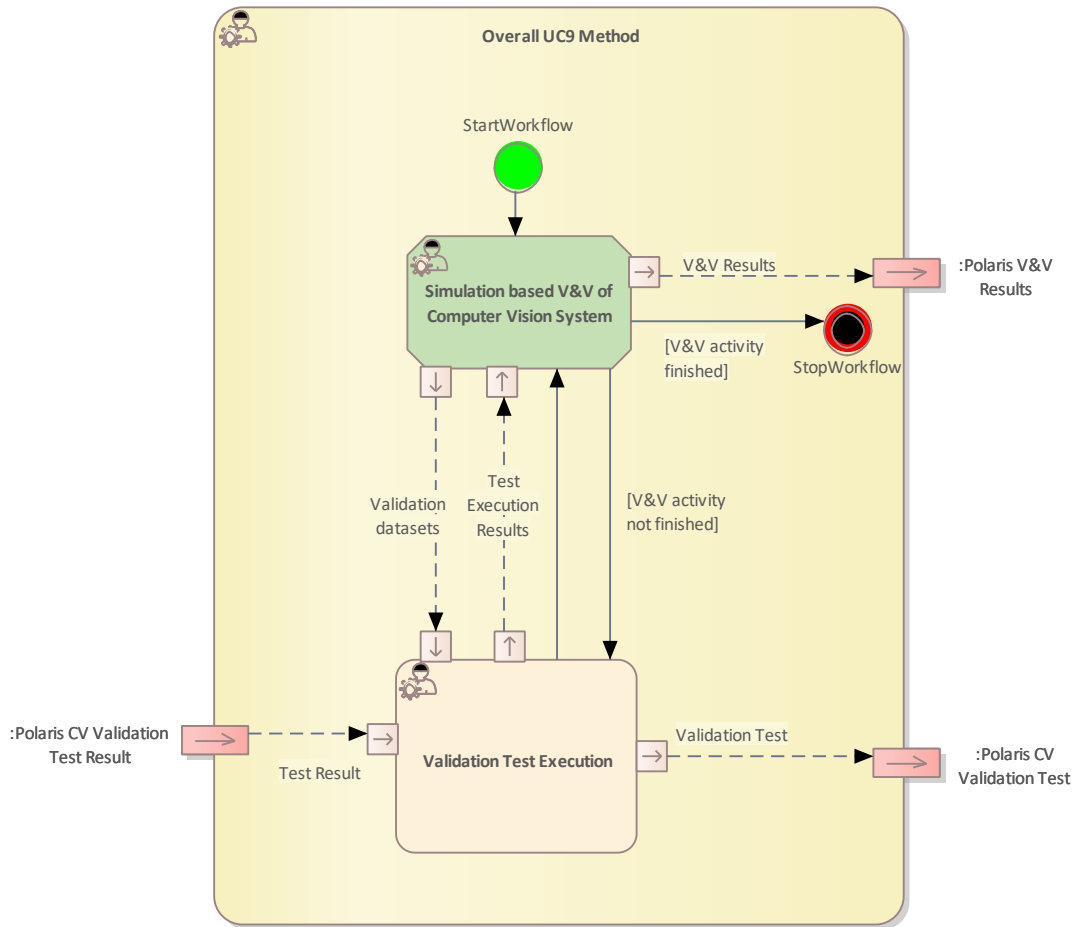 Overall UC9 Method
StartWorkflow
Simulation based V&V of
Computer Vision System
V&V Results
:Polaris V&V
Results
[V&V activity
finished]
StopWorkflow
Validation
datasets
Test
Execution
Results
[V&V activity
not finished]
:Polaris CV Validation
Test Result
Test Result
Validation Test Execution
Validation Test
:Polaris CV
Validation Test